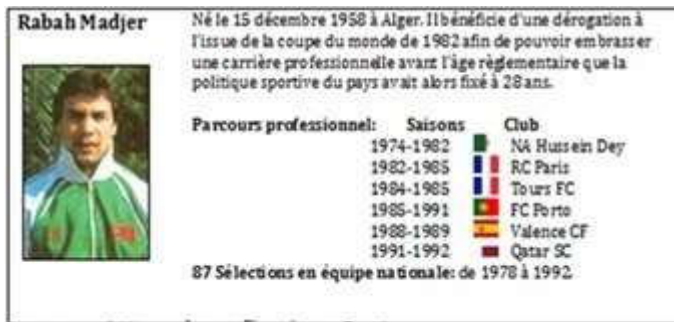 Rabah Madjer
Né le 15 décembre 1958 à Alger. Il bénéficie d'une dérogation à
l'issue de la coupe du monde de 1982 afin de pouvoir embrasser
une carrière professionnelle avant l'âge règlementaire que la
politique sportive du pays avait alors fixé à 28 ans.
Parcours professionnel: Saisons Club
1974-1982 NA Hussein Dey
1982-1985 RC Paris
1984-1985 Tours FC
1985-1991 FC Porto
1988-1989 Valence CF
1991-1992 Qatar SC
87 Sélections en équipe nationale: de 1978 à 1992